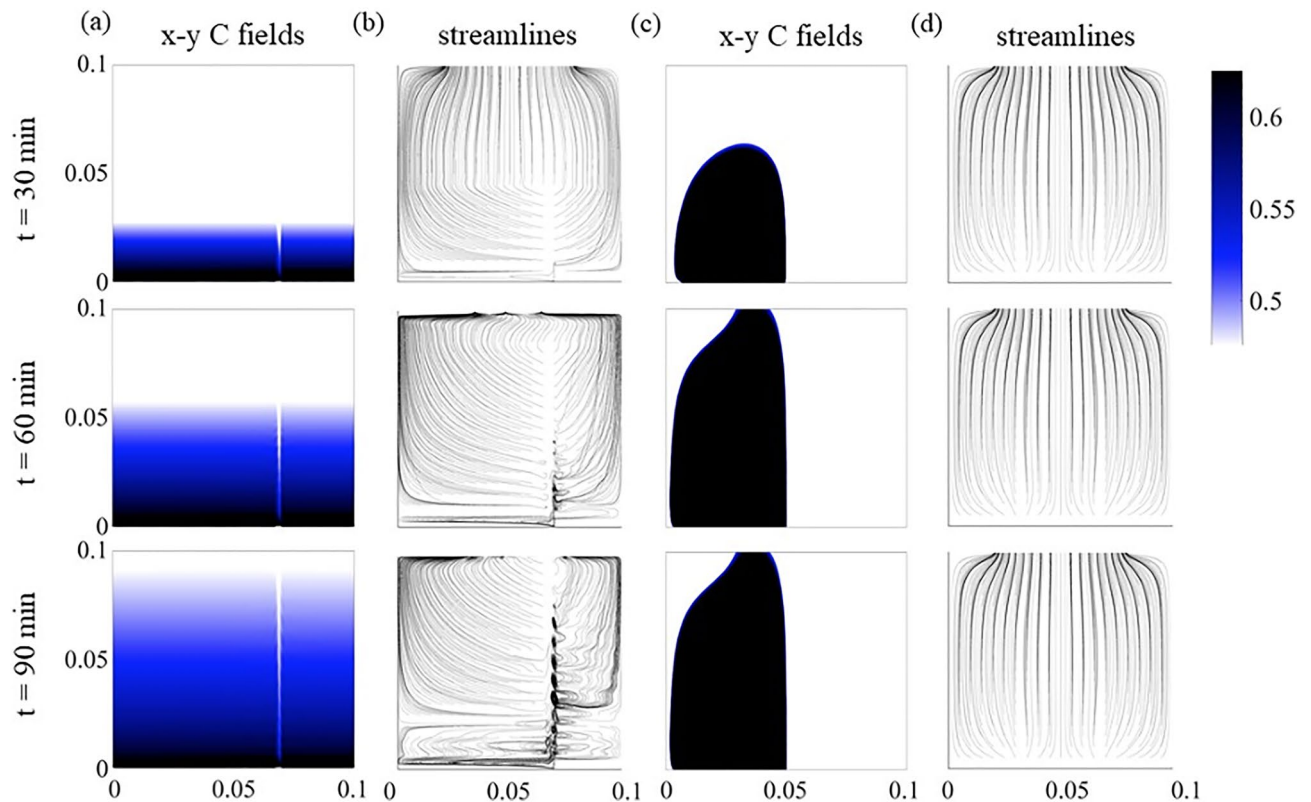 (a) (b) (c) (d)
x-y C fields streamlines x-y C fields streamlines
0.1
0.05
0
t = 30 min
0.6
0.55
0.5
0.1
0.05
0
t = 60 min
0.1
0.05
0
t = 90 min
0 0.05 0.1 0 0.05 0.1 0 0.05 0.1 0 0.05 0.1